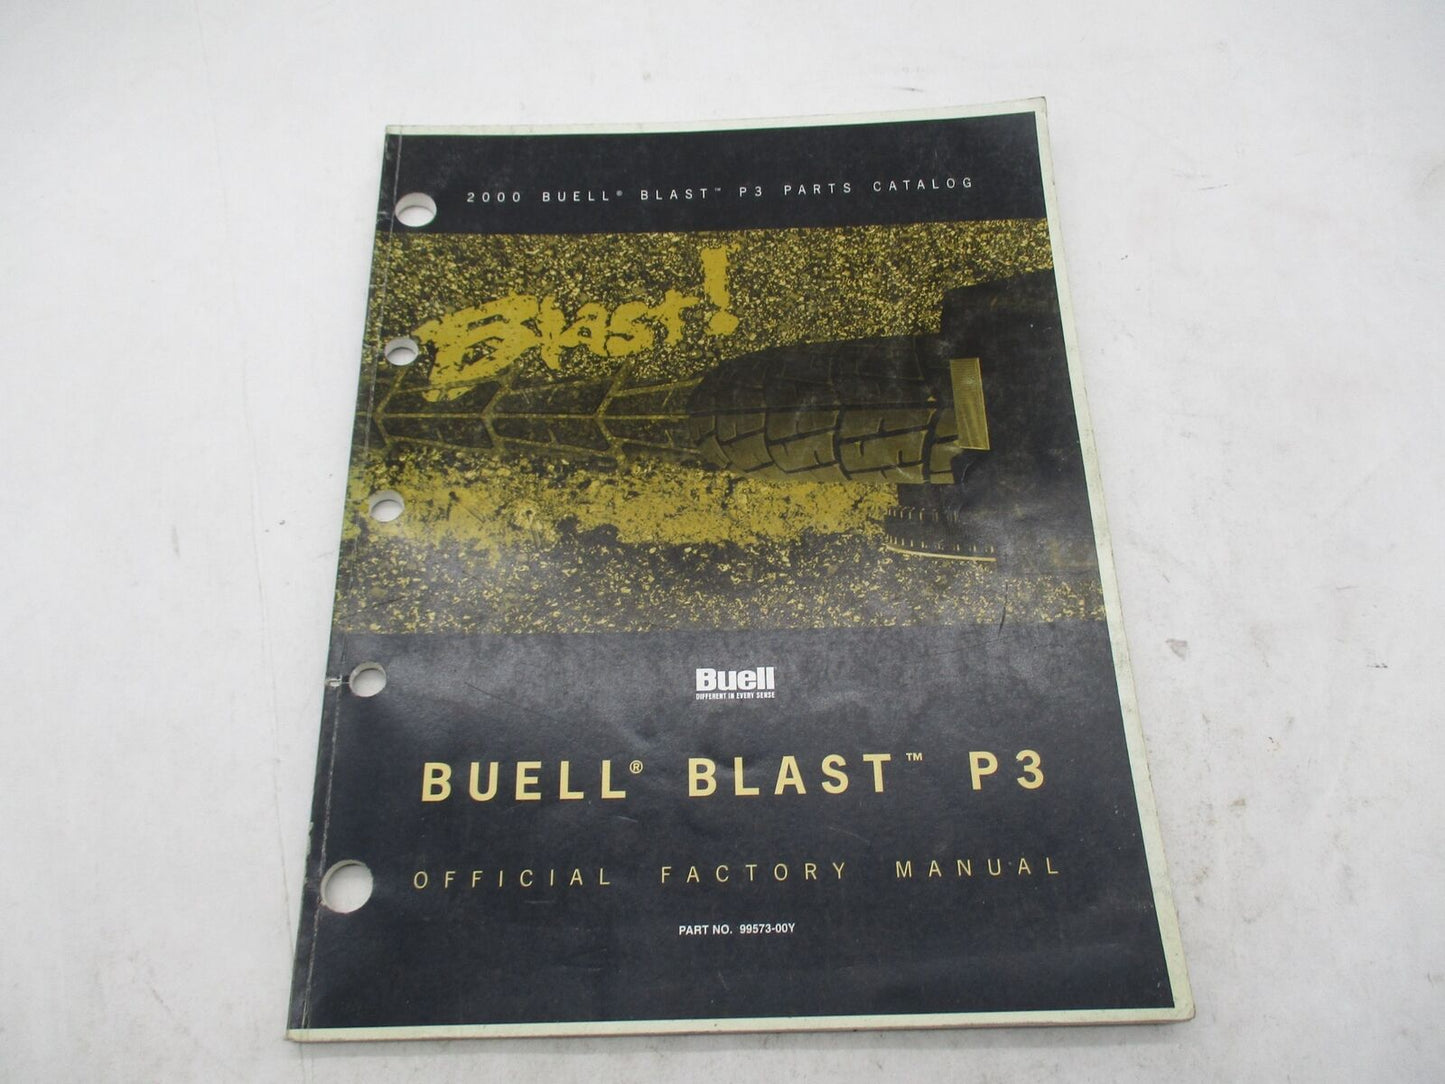 2000 BUELL® BLAST™ P3 PARTS CATALOG
Blast!
Buell
DIFFERENT IN EVERY SENSE
BUELL® BLAST™ P3
OFFICIAL FACTORY MANUAL
PART NO. 99573-00Y